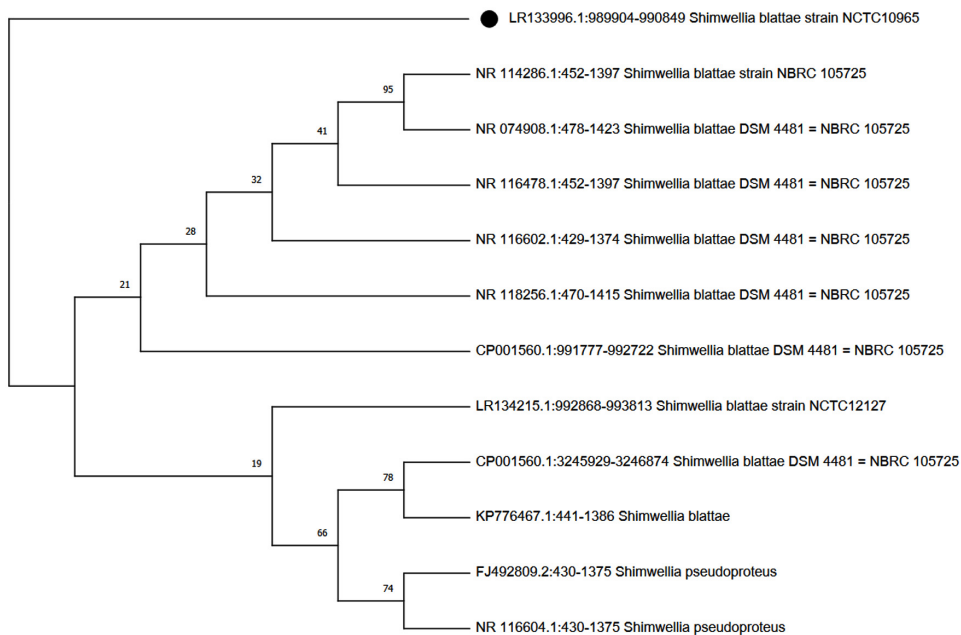 LR133996.1:989904-990849 Shimwellia blattae strain NCTC10965
NR 114286.1:452-1397 Shimwellia blattae strain NBRC 105725
95
NR 074908.1:478-1423 Shimwellia blattae DSM 4481 = NBRC 105725
41
NR 116478.1:452-1397 Shimwellia blattae DSM 4481 = NBRC 105725
32
NR 116602.1:429-1374 Shimwellia blattae DSM 4481 = NBRC 105725
28
NR 118256.1:470-1415 Shimwellia blattae DSM 4481 = NBRC 105725
21
CP001560.1:991777-992722 Shimwellia blattae DSM 4481 = NBRC 105725
LR134215.1:992868-993813 Shimwellia blattae strain NCTC12127
19
CP001560.1:3245929-3246874 Shimwellia blattae DSM 4481 = NBRC 105725
78
KP776467.1:441-1386 Shimwellia blattae
66
FJ492809.2:430-1375 Shimwellia pseudoproteus
74
NR 116604.1:430-1375 Shimwellia pseudoproteus